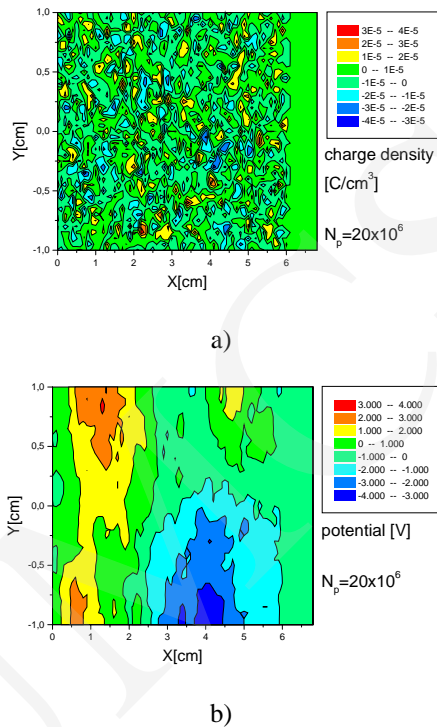 1,0
0,5
0,0
-0,5
-1,0
Y[cm]
0 1 2 3 4 5 6
X[cm]
3E-5 -- 4E-5
2E-5 -- 3E-5
1E-5 -- 2E-5
0 -- 1E-5
-1E-5 -- 0
-2E-5 -- -1E-5
-3E-5 -- -2E-5
-4E-5 -- -3E-5
charge density
[C/cm³]
Nₚ=20x10⁶
a)
1,0
0,5
0,0
-0,5
-1,0
Y[cm]
0 1 2 3 4 5 6
X[cm]
3.000 -- 4.000
2.000 -- 3.000
1.000 -- 2.000
0 -- 1.000
-1.000 -- 0
-2.000 -- -1.000
-3.000 -- -2.000
-4.000 -- -3.000
potential [V]
Nₚ=20x10⁶
b)